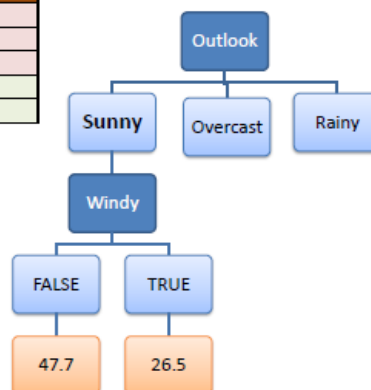 Outlook
Sunny Overcast Rainy
Windy
FALSE TRUE
47.7 26.5